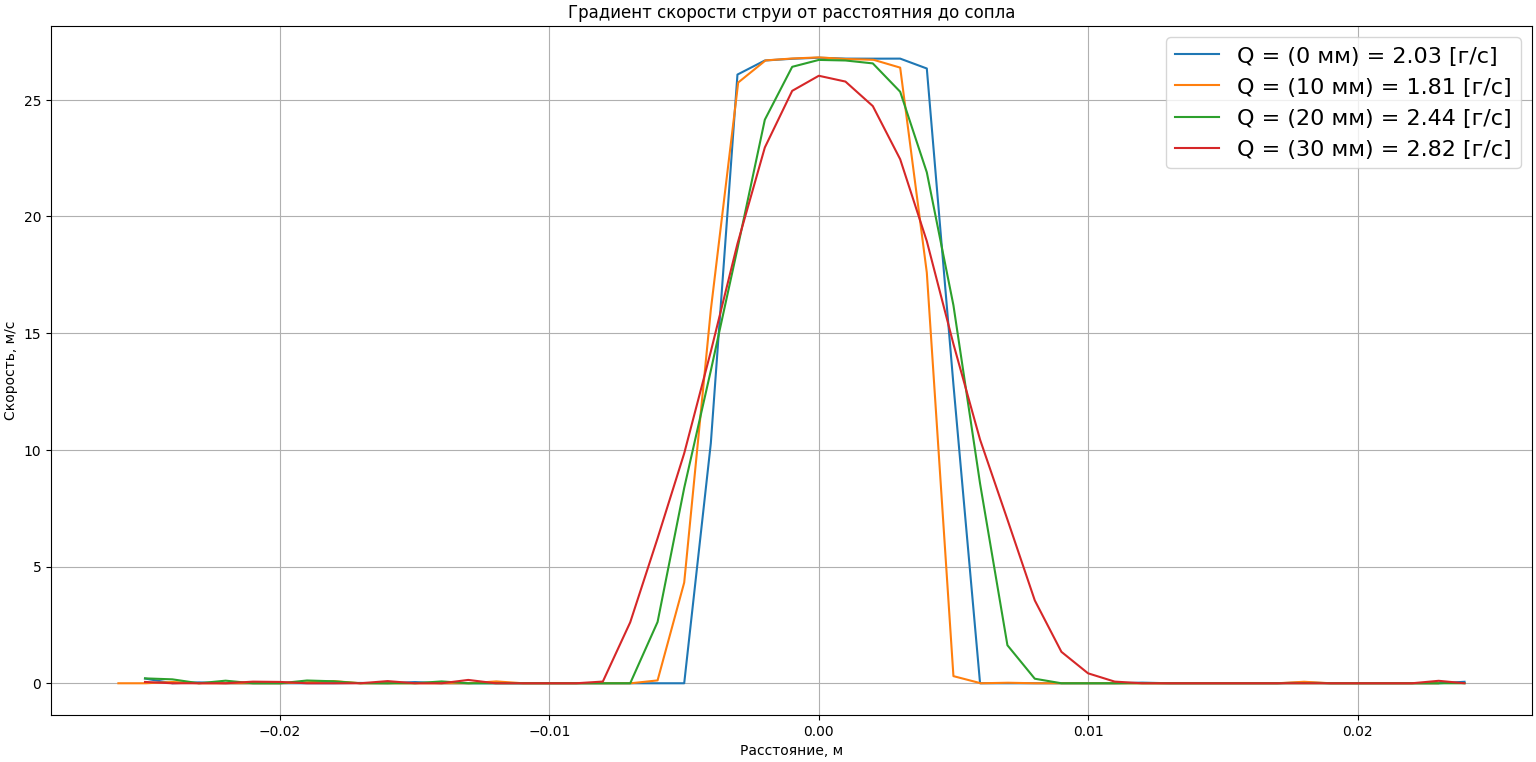 Градиент скорости струи от расстоятния до сопла
Q = (0 мм) = 2.03 [г/с]
Q = (10 мм) = 1.81 [г/с]
Q = (20 мм) = 2.44 [г/с]
Q = (30 мм) = 2.82 [г/с]
Скорость, м/с
25
20
15
10
5
0
−0.02
−0.01
0.00
0.01
0.02
Расстояние, м